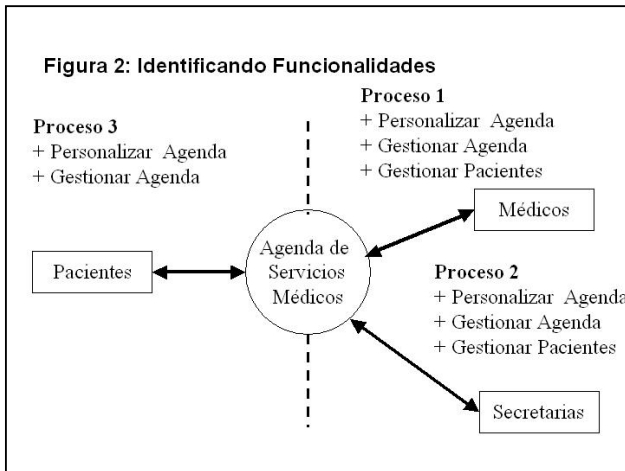 Figura 2: Identificando Funcionalidades
Proceso 1
+ Personalizar Agenda
+ Gestionar Agenda
+ Gestionar Pacientes
Proceso 3
+ Personalizar Agenda
+ Gestionar Agenda
Médicos
Agenda de
Servicios
Médicos
Pacientes
Proceso 2
+ Personalizar Agenda
+ Gestionar Agenda
+ Gestionar Pacientes
Secretarias